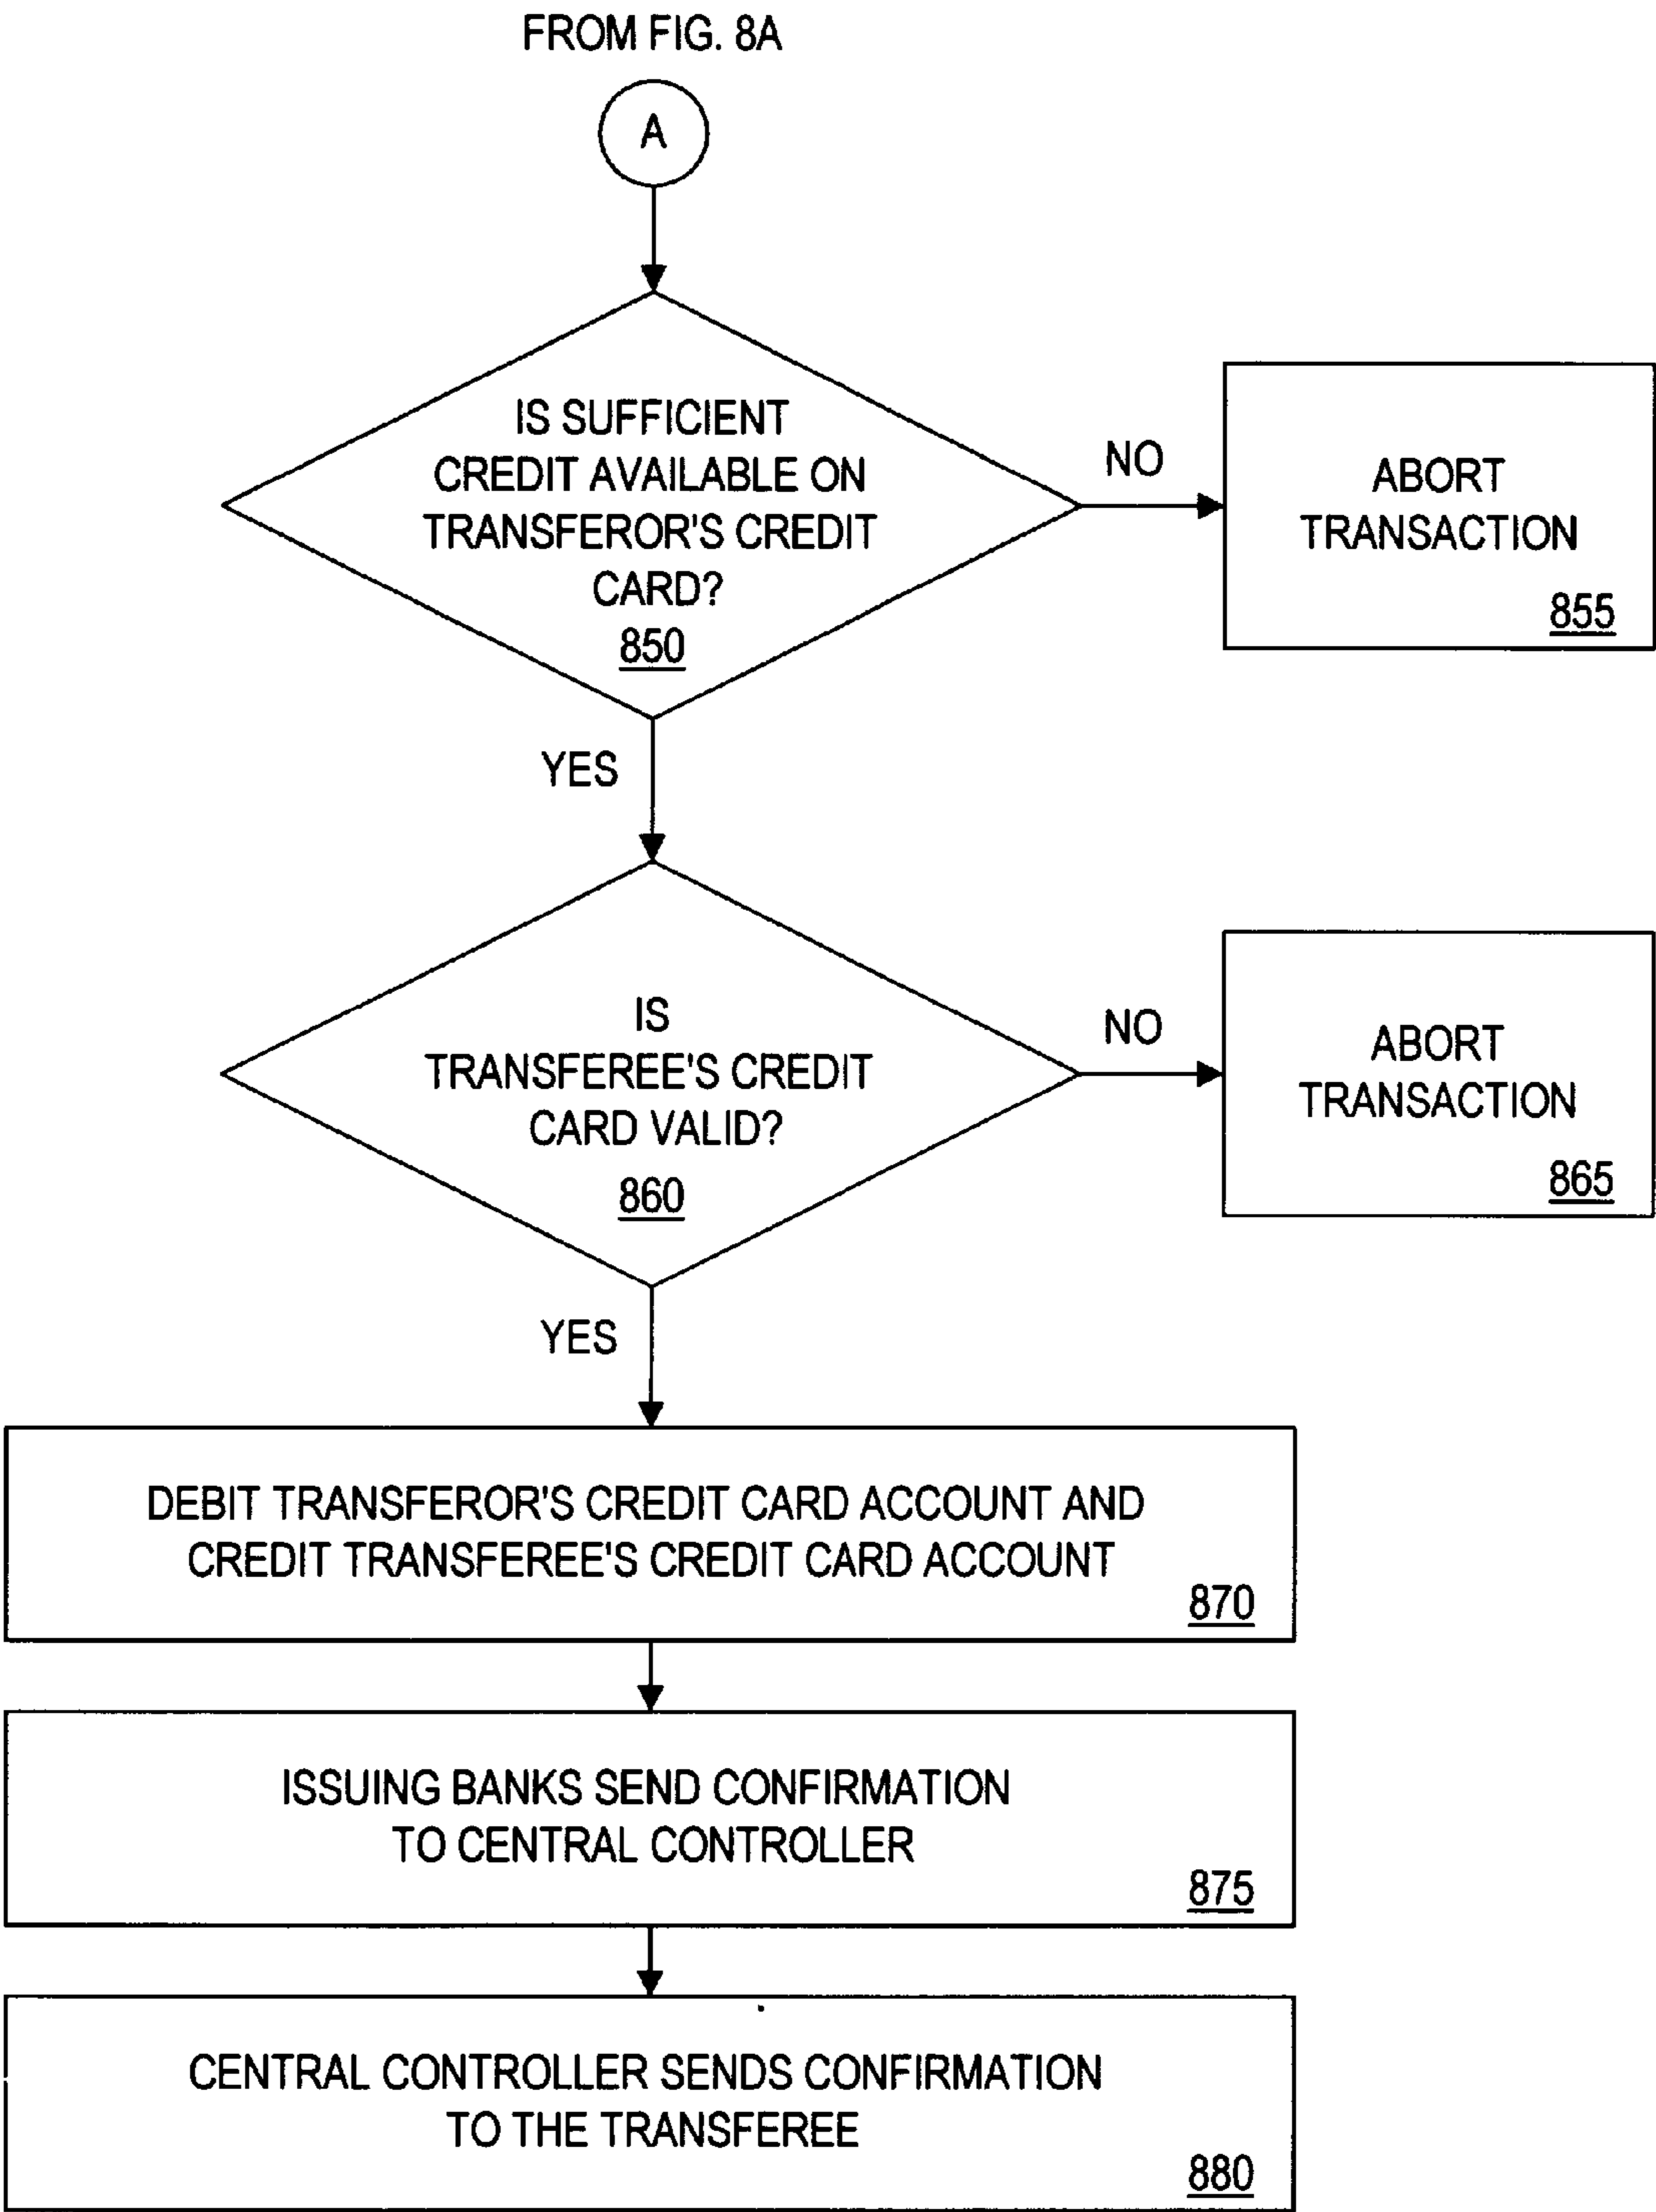 FROM FIG. 8A
A
IS SUFFICIENT
CREDIT AVAILABLE ON
TRANSFEROR'S CREDIT
CARD?
850
NO
ABORT
TRANSACTION
855
YES
IS
TRANSFEREE'S CREDIT
CARD VALID?
860
NO
ABORT
TRANSACTION
865
YES
DEBIT TRANSFEROR'S CREDIT CARD ACCOUNT AND
CREDIT TRANSFEREE'S CREDIT CARD ACCOUNT
870
ISSUING BANKS SEND CONFIRMATION
TO CENTRAL CONTROLLER
875
CENTRAL CONTROLLER SENDS CONFIRMATION
TO THE TRANSFEREE
880